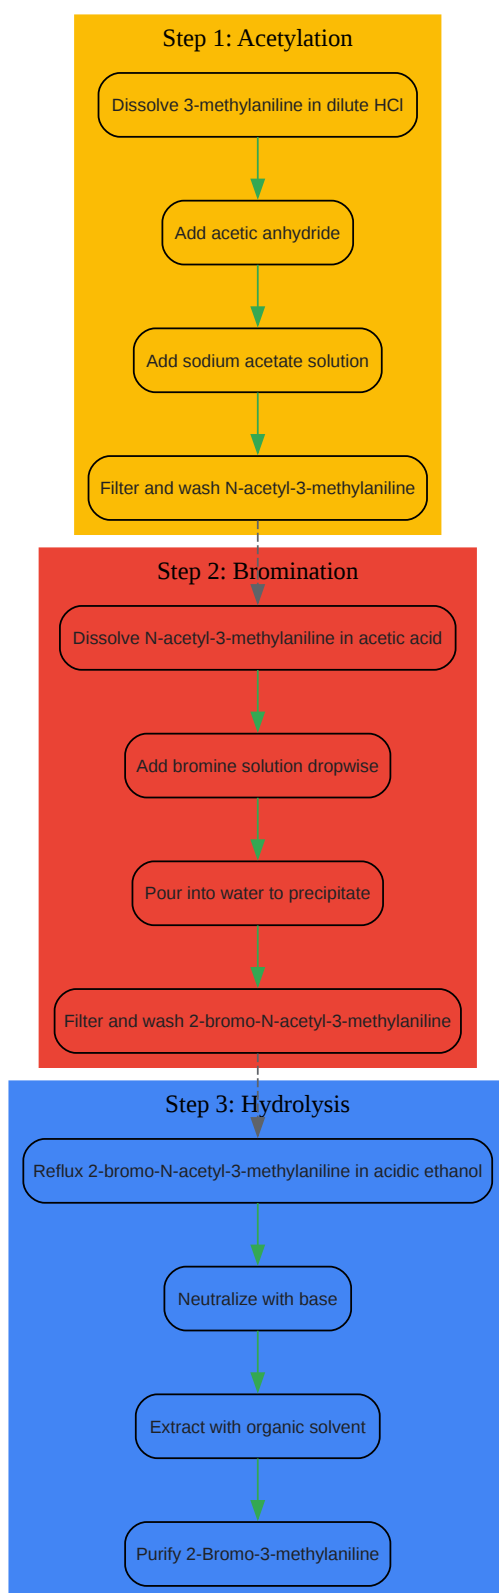 Step 1: Acetylation
Dissolve 3-methylaniline in dilute HCl
Add acetic anhydride
Add sodium acetate solution
Filter and wash N-acetyl-3-methylaniline
Step 2: Bromination
Dissolve N-acetyl-3-methylaniline in acetic acid
Add bromine solution dropwise
Pour into water to precipitate
Filter and wash 2-bromo-N-acetyl-3-methylaniline
Step 3: Hydrolysis
Reflux 2-bromo-N-acetyl-3-methylaniline in acidic ethanol
Neutralize with base
Extract with organic solvent
Purify 2-Bromo-3-methylaniline